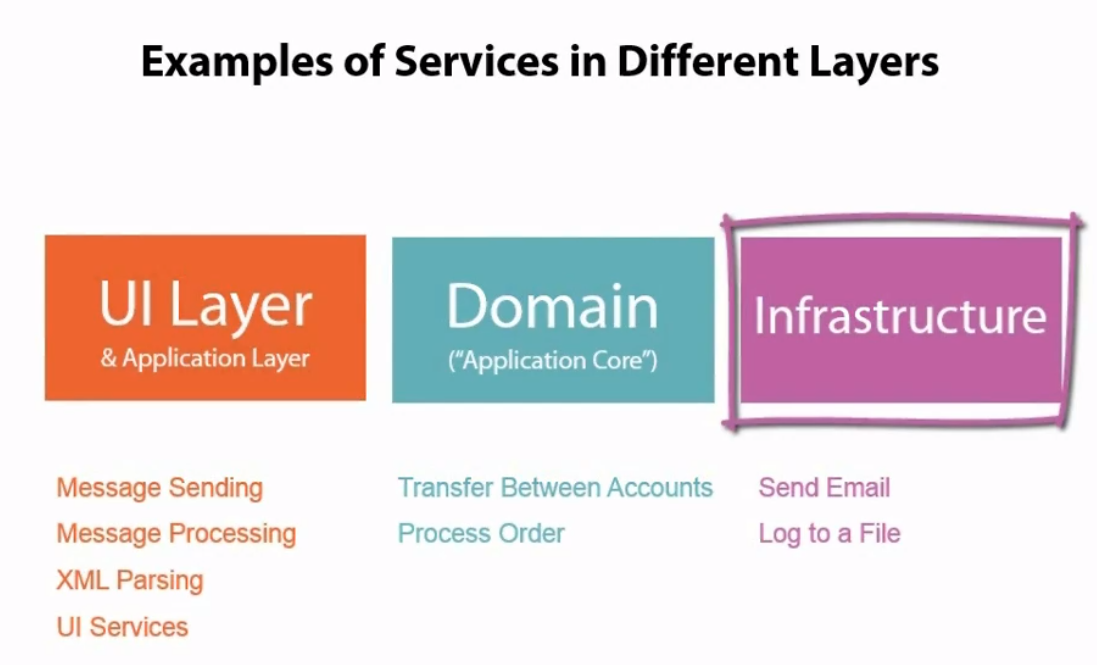 Examples of Services in Different Layers
UI Layer
& Application Layer
Domain
("Application Core")
Infrastructure
Message Sending
Message Processing
XML Parsing
UI Services
Transfer Between Accounts
Process Order
Send Email
Log to a File